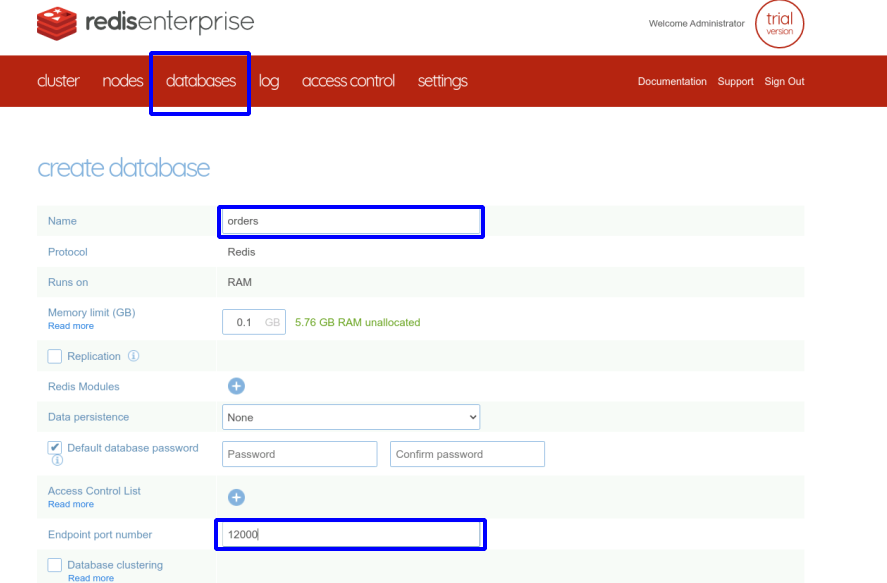 redisenterprise
Welcome Administrator
trial
version
cluster nodes databases log access control settings Documentation Support Sign Out
create database
Name orders
Protocol Redis
Runs on RAM
Memory limit (GB)
Read more
0.1 GB 5.76 GB RAM unallocated
Replication
Redis Modules
Data persistence None
Default database password
Password Confirm password
Access Control List
Read more
Endpoint port number 12000
Database clustering
Read more